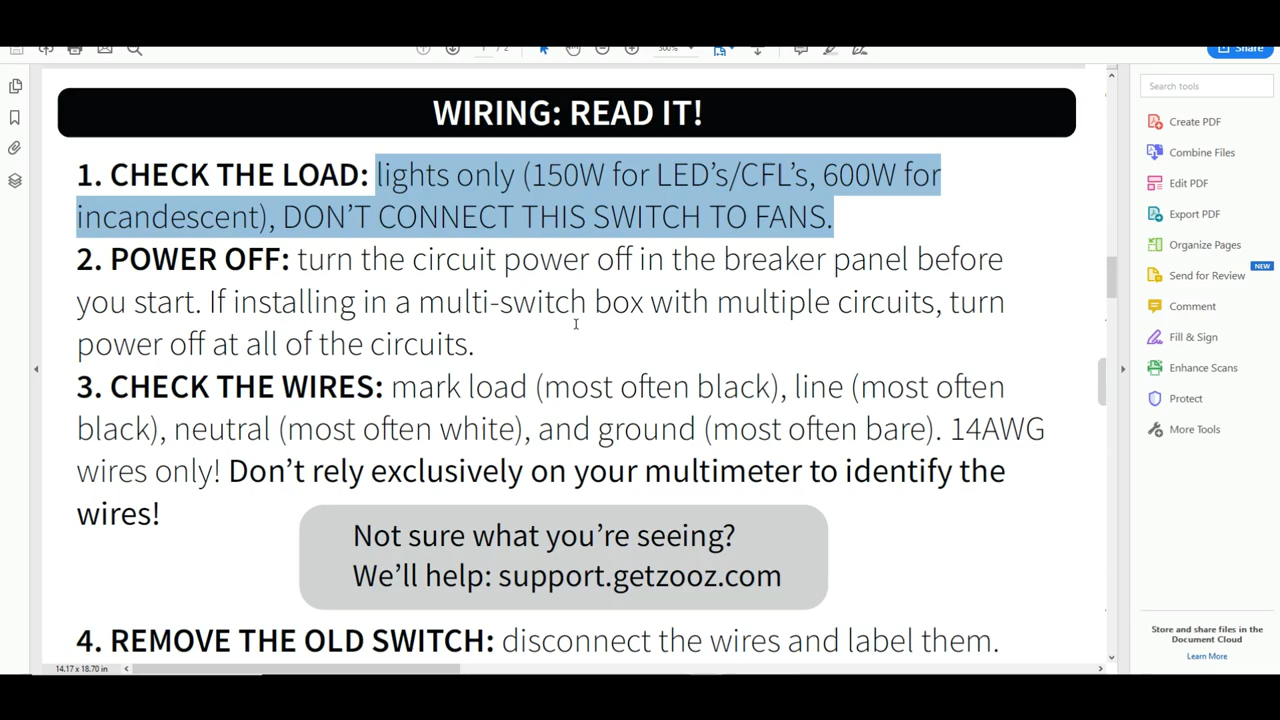 Share
WIRING: READ IT!
1. CHECK THE LOAD: lights only (150W for LED's/CFL's, 600W for
incandescent), DON'T CONNECT THIS SWITCH TO FANS.
2. POWER OFF: turn the circuit power off in the breaker panel before
you start. If installing in a multi-switch box with multiple circuits, turn
power off at all of the circuits.
3. CHECK THE WIRES: mark load (most often black), line (most often
black), neutral (most often white), and ground (most often bare). 14AWG
wires only! Don't rely exclusively on your multimeter to identify the
wires!
Not sure what you're seeing?
We'll help: support.getzooz.com
4. REMOVE THE OLD SWITCH: disconnect the wires and label them.
14.17 x 18.70 in
Search tools
Create PDF
Combine Files
Edit PDF
Export PDF
Organize Pages
Send for Review
NEW
Comment
Fill & Sign
Enhance Scans
Protect
More Tools
Store and share files in the
Document Cloud
Learn More